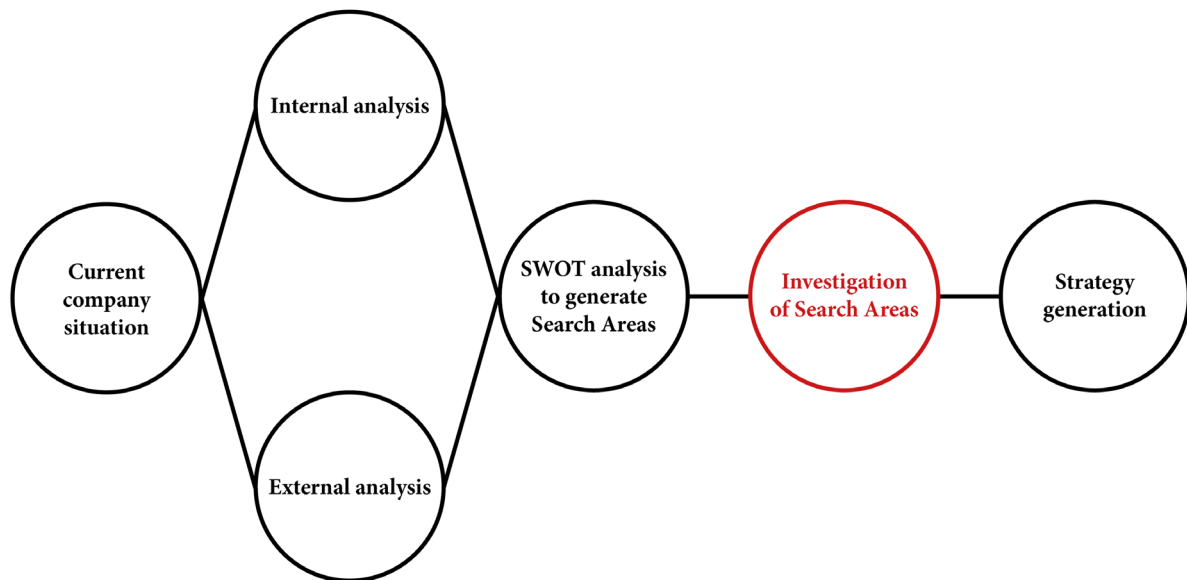 Internal analysis
Current
company
situation
SWOT analysis
to generate
Search Areas
Investigation
of Search Areas
Strategy
generation
External analysis